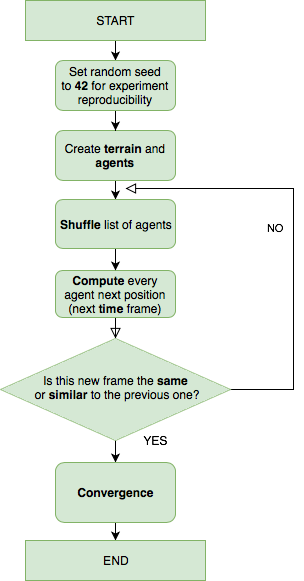 START
Set random seed
to 42 for experiment
reproducibility
Create terrain and
agents
Shuffle list of agents
NO
Compute every
agent next position
(next time frame)
Is this new frame the same
or similar to the previous one?
YES
Convergence
END